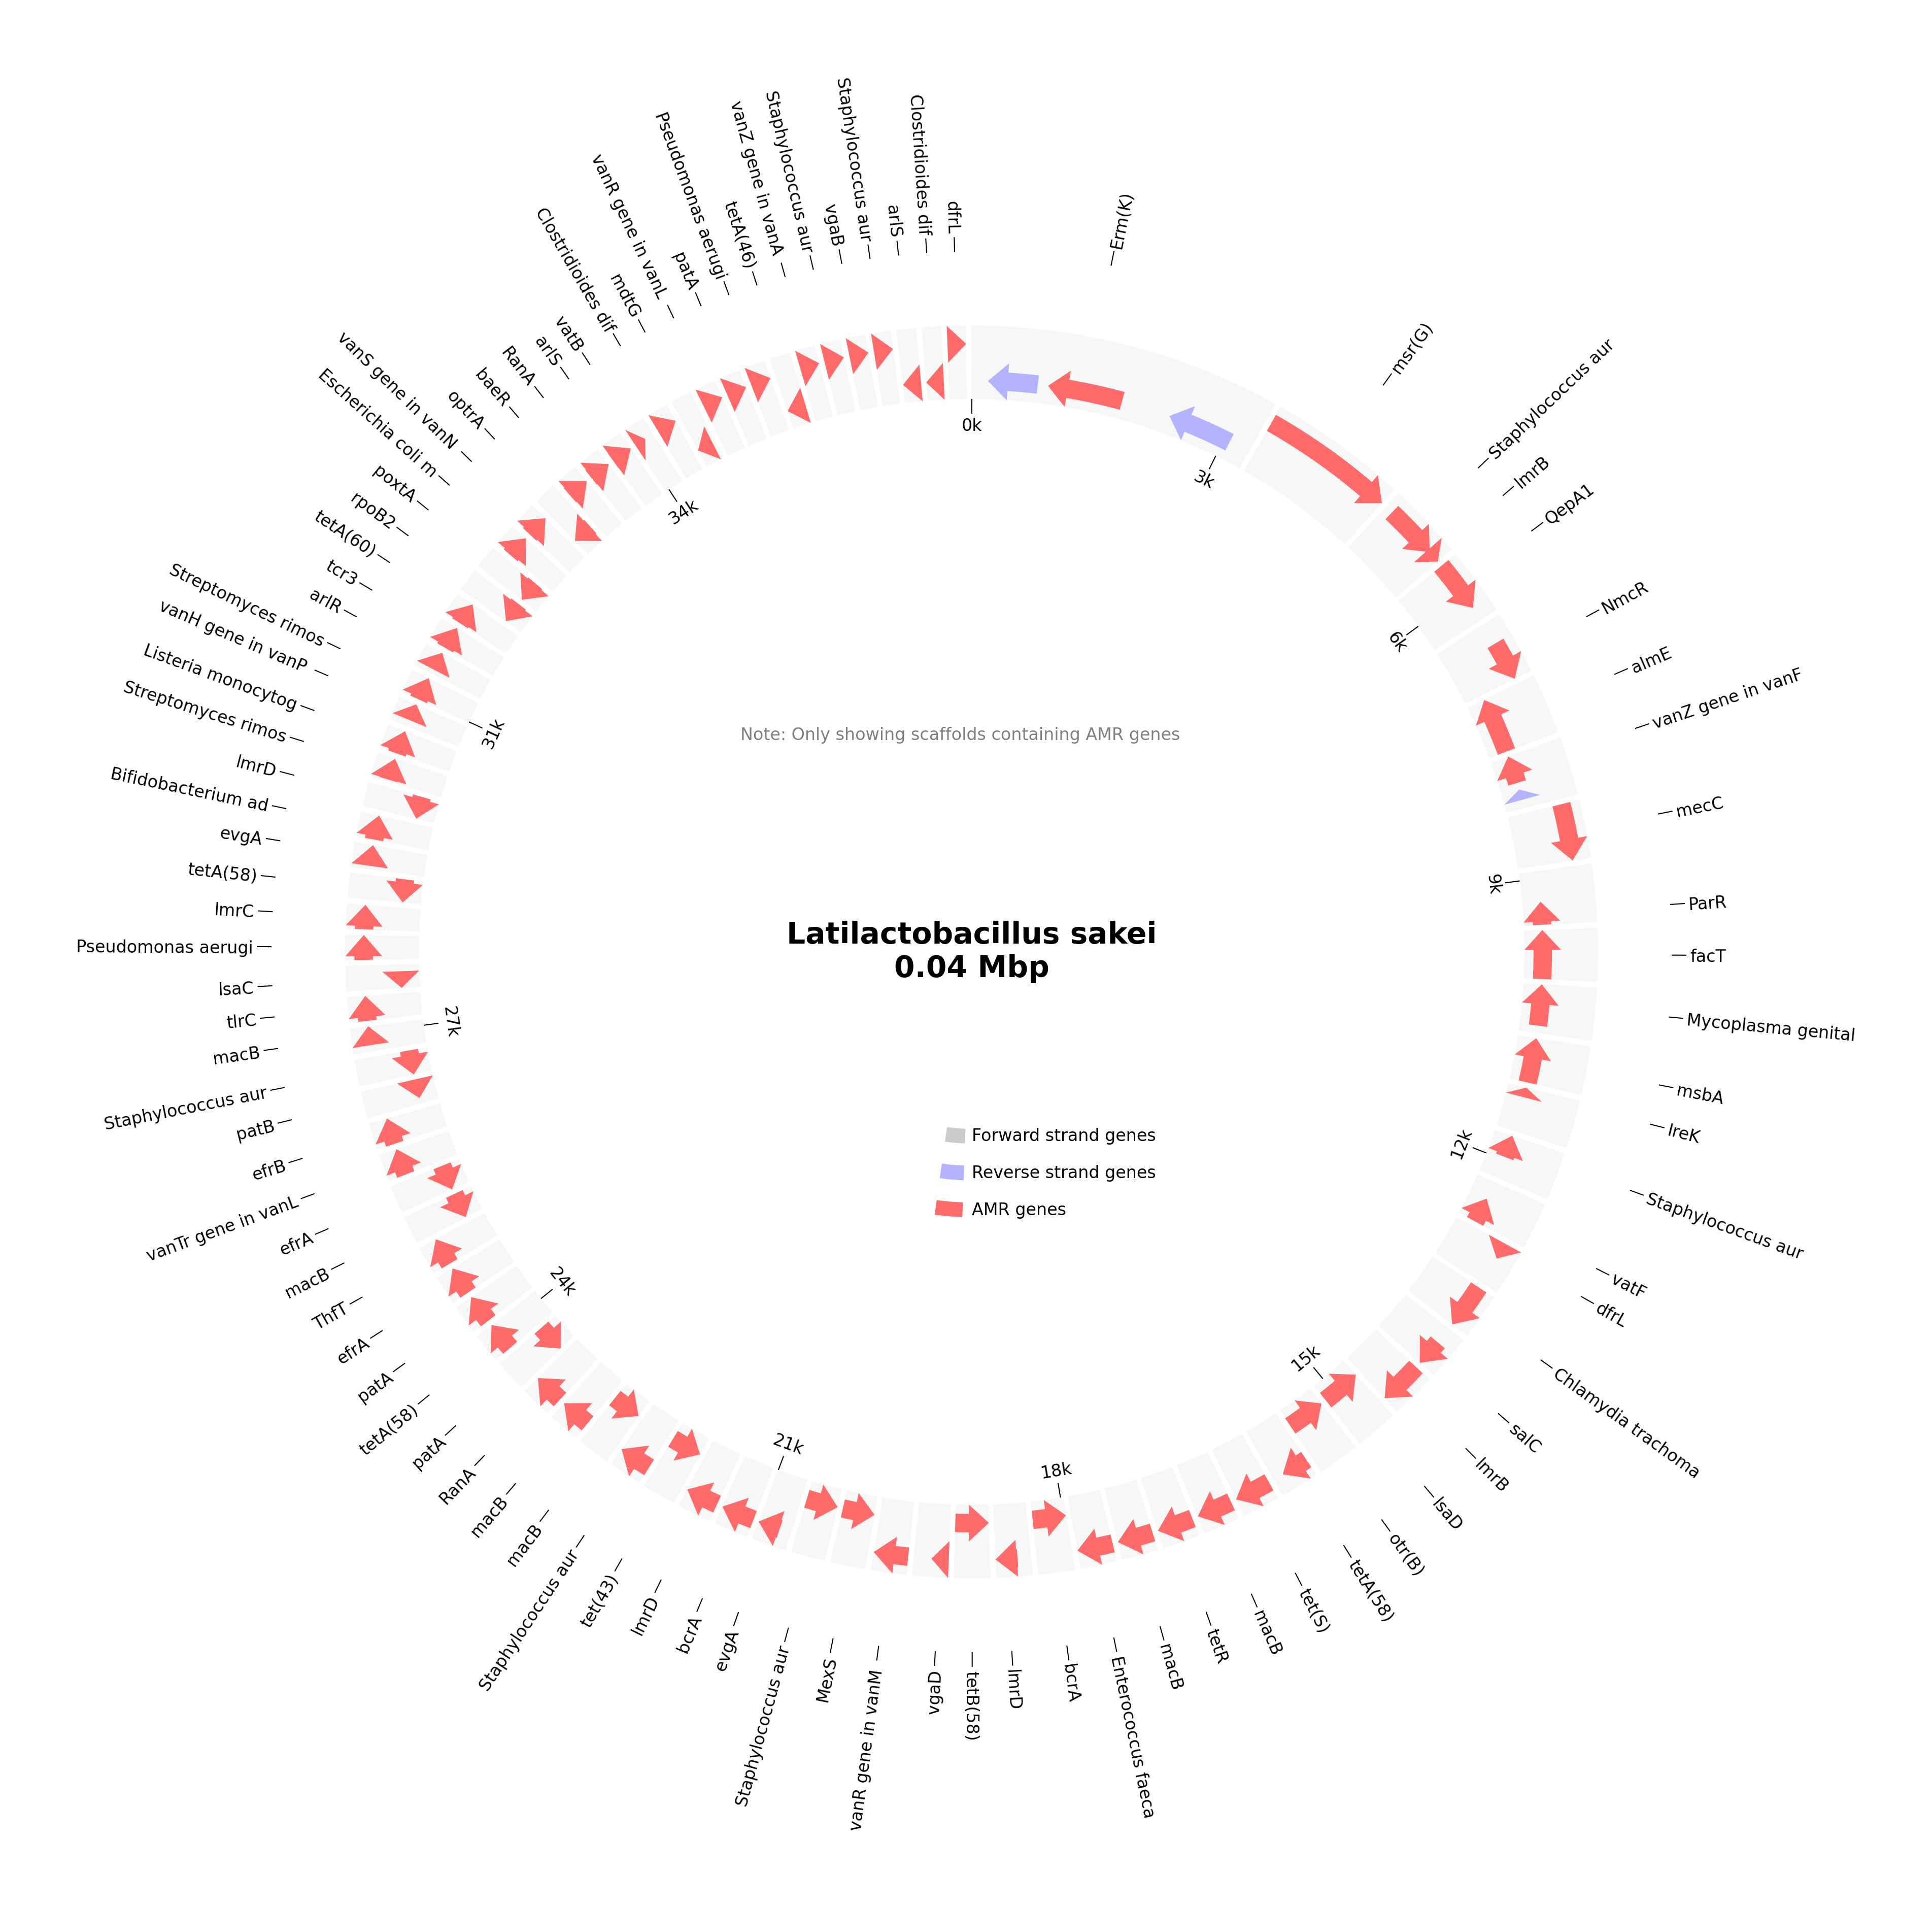 Erm(K)
msr(G)
Staphylococcus aur
lmrB
QepA1
NmcR
almE
vanZ gene in vanF
mecC
ParR
facT
Mycoplasma genital
msbA
IreK
Staphylococcus aur
vatF
dfrL
Chlamydia trachoma
salC
lmrB
lsaD
otr(B)
tetA(58)
tet(S)
macB
tetR
macB
Enterococcus faeca
bcrA
lmrD
tetB(58)
vgaD
vanR gene in vanM
MexS
Staphylococcus aur
evgA
bcrA
lmrD
tet(43)
Staphylococcus aur
macB
macB
RanA
patA
tetA(58)
patA
efrA
ThfT
macB
efrA
vanTr gene in vanL
efrB
patB
Staphylococcus aur
macB
tlrC
lsaC
Pseudomonas aerugi
lmrC
tetA(58)
evgA
Bifidobacterium ad
lmrD
Streptomyces rimos
Listeria monocytog
vanH gene in vanP
Streptomyces rimos
arlR
tcr3
tetA(60)
rpoB2
poxtA
Escherichia coli m
vanS gene in vanN
optrA
baeR
RanA
arlS
vatB
Clostridioides dif
mdtG
vanR gene in vanL
patA
Pseudomonas aerugi
tetA(46)
vanZ gene in vanA
Staphylococcus aur
vgaB
Staphylococcus aur
arlS
Clostridioides dif
dfrL
0k
3k
6k
9k
12k
15k
18k
21k
24k
27k
31k
34k
Note: Only showing scaffolds containing AMR genes
Latilactobacillus sakei
0.04 Mbp
Forward strand genes
Reverse strand genes
AMR genes